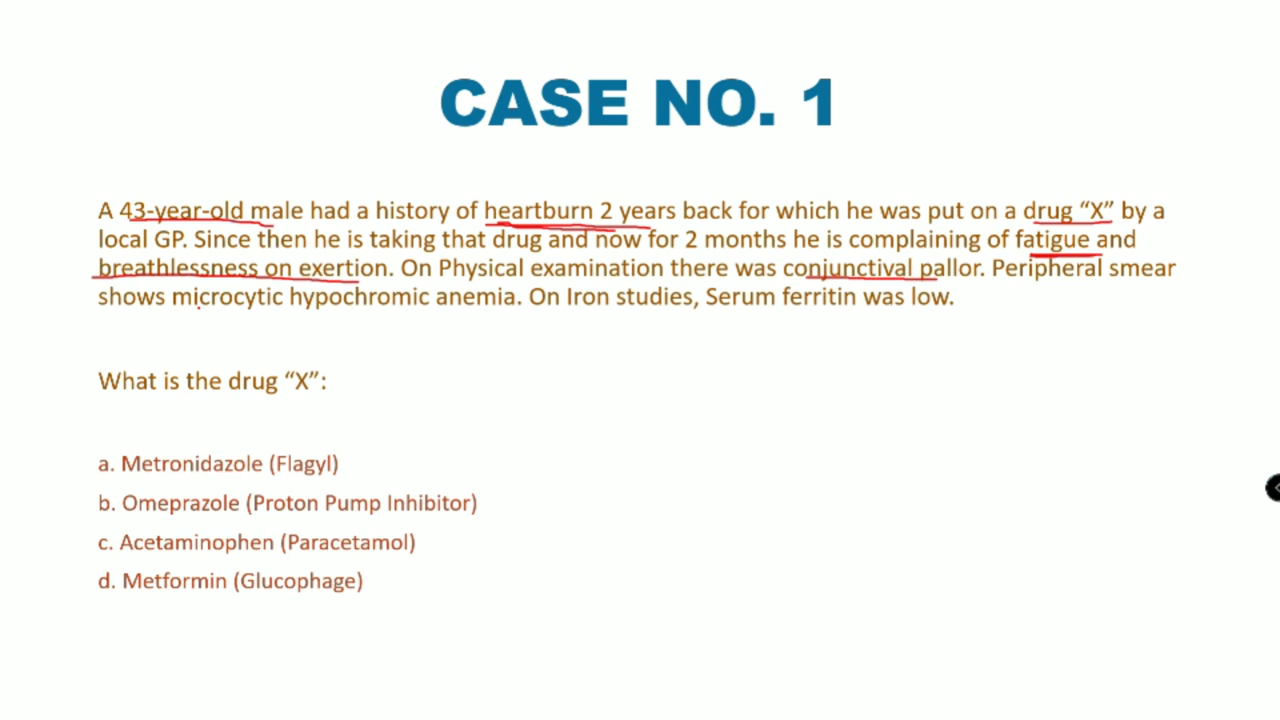 CASE NO. 1
A 43-year-old male had a history of heartburn 2 years back for which he was put on a drug “X” by a
local GP. Since then he is taking that drug and now for 2 months he is complaining of fatigue and
breathlessness on exertion. On Physical examination there was conjunctival pallor. Peripheral smear
shows microcytic hypochromic anemia. On Iron studies, Serum ferritin was low.
What is the drug “X”:
a. Metronidazole (Flagyl)
b. Omeprazole (Proton Pump Inhibitor)
c. Acetaminophen (Paracetamol)
d. Metformin (Glucophage)